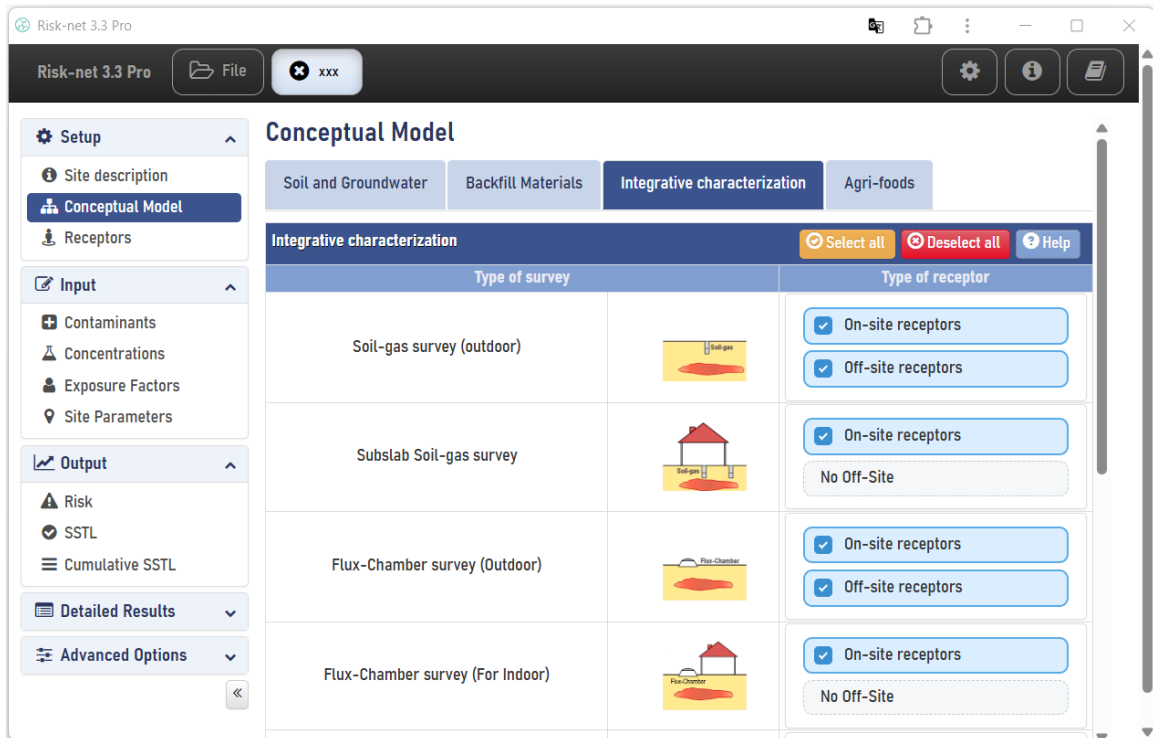 Risk-net 3.3 Pro
Risk-net 3.3 Pro
File
xxx
Setup
Site description
Conceptual Model
Receptors
Input
Contaminants
Concentrations
Exposure Factors
Site Parameters
Output
Risk
SSTL
Cumulative SSTL
Detailed Results
Advanced Options
Conceptual Model
Soil and Groundwater
Backfill Materials
Integrative characterization
Agri-foods
Integrative characterization
Select all
Deselect all
Help
Type of survey
Type of receptor
Soil-gas survey (outdoor)
Soil-gas
On-site receptors
Off-site receptors
Subslab Soil-gas survey
Soil-gas
On-site receptors
No Off-Site
Flux-Chamber survey (Outdoor)
Flux-Chamber
On-site receptors
Off-site receptors
Flux-Chamber survey (For Indoor)
Flux-Chamber
On-site receptors
No Off-Site